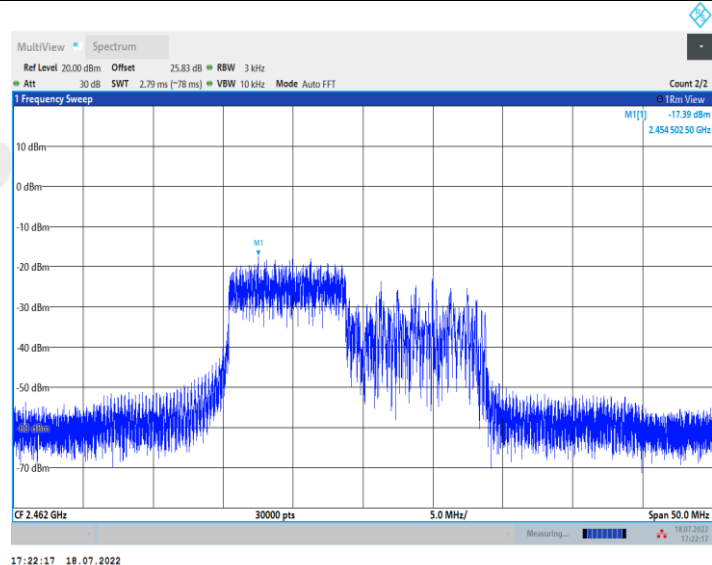 MultiView Spectrum
Ref Level 20.00 dBm Offset 25.83 dB RBW 3 kHz
Att 30 dB SWT 2.79 ms (~78 ms) VBW 10 kHz Mode Auto FFT Count 2/2
1 Frequency Sweep 1Rm View
M1[1] -17.39 dBm
2.454 502 50 GHz
10 dBm
0 dBm
-10 dBm
M1
-20 dBm
-30 dBm
-40 dBm
-50 dBm
-60 dBm
-70 dBm
CF 2.462 GHz 30000 pts 5.0 MHz/ Span 50.0 MHz
Measuring... 18.07.2022
17:22:17
17:22:17 18.07.2022